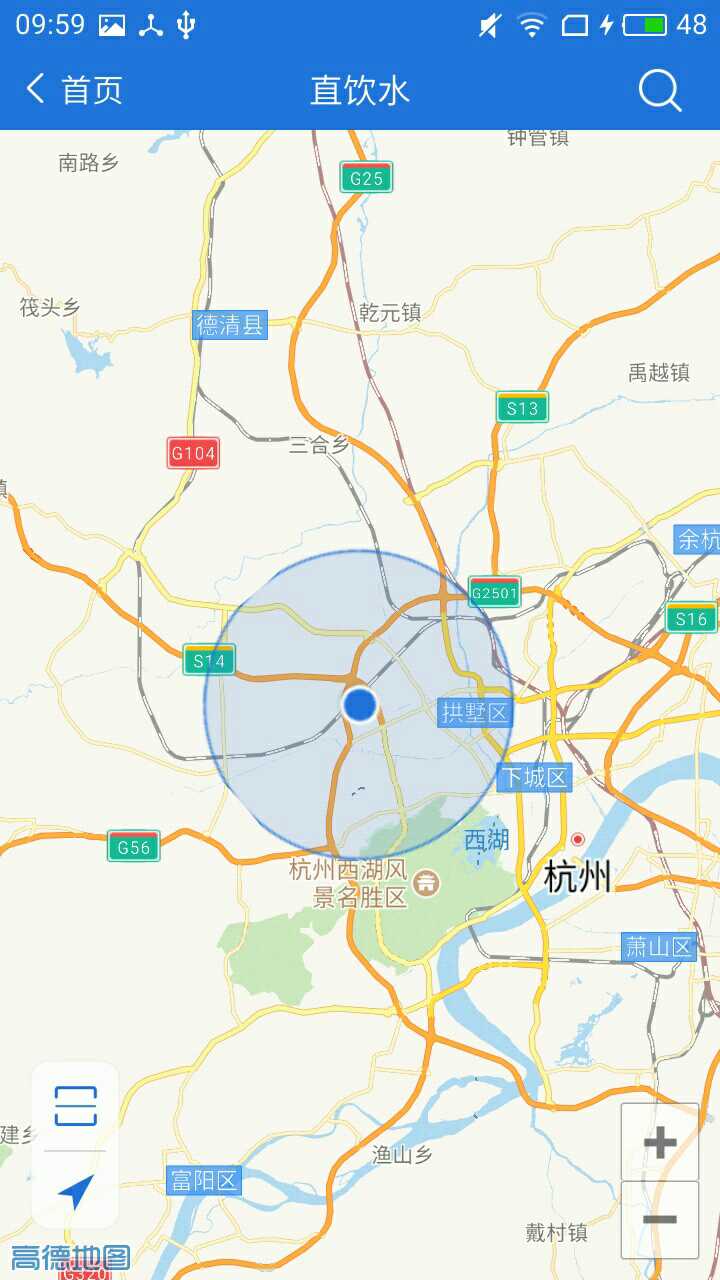 09:59
48
首页
直饮水
钟管镇
南路乡
G25
筏头乡
德清县
乾元镇
禹越镇
S13
三合乡
G104
镇
余杭
G2501
S16
S14
拱墅区
下城区
G56
西湖
杭州西湖风
景名胜区
杭州
萧山区
建乡
渔山乡
富阳区
戴村镇
高德地图
G320